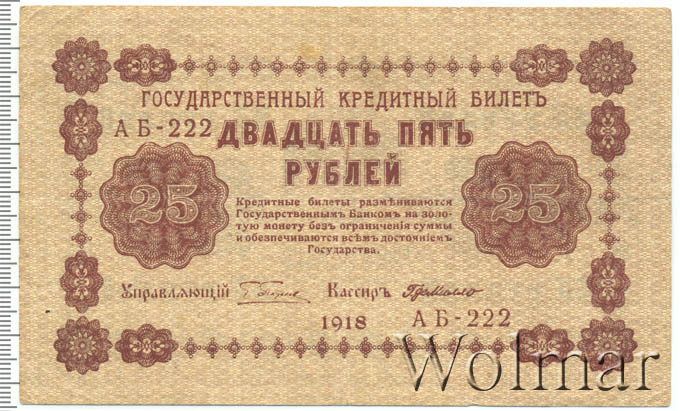 ГОСУДАРСТВЕННЫЙ КРЕДИТНЫЙ БИЛЕТЪ
АБ-222 ДВАДЦАТЬ ПЯТЬ
РУБЛЕЙ
25 25
Кредитные билеты размѣниваются
Государственнымъ Банкомъ на золо-
тую монету безъ ограниченія суммы
и обезпечиваются всѣмъ достояніемъ
Государства.
Управляющій Кассиръ
1918 АБ-222
Wolmar